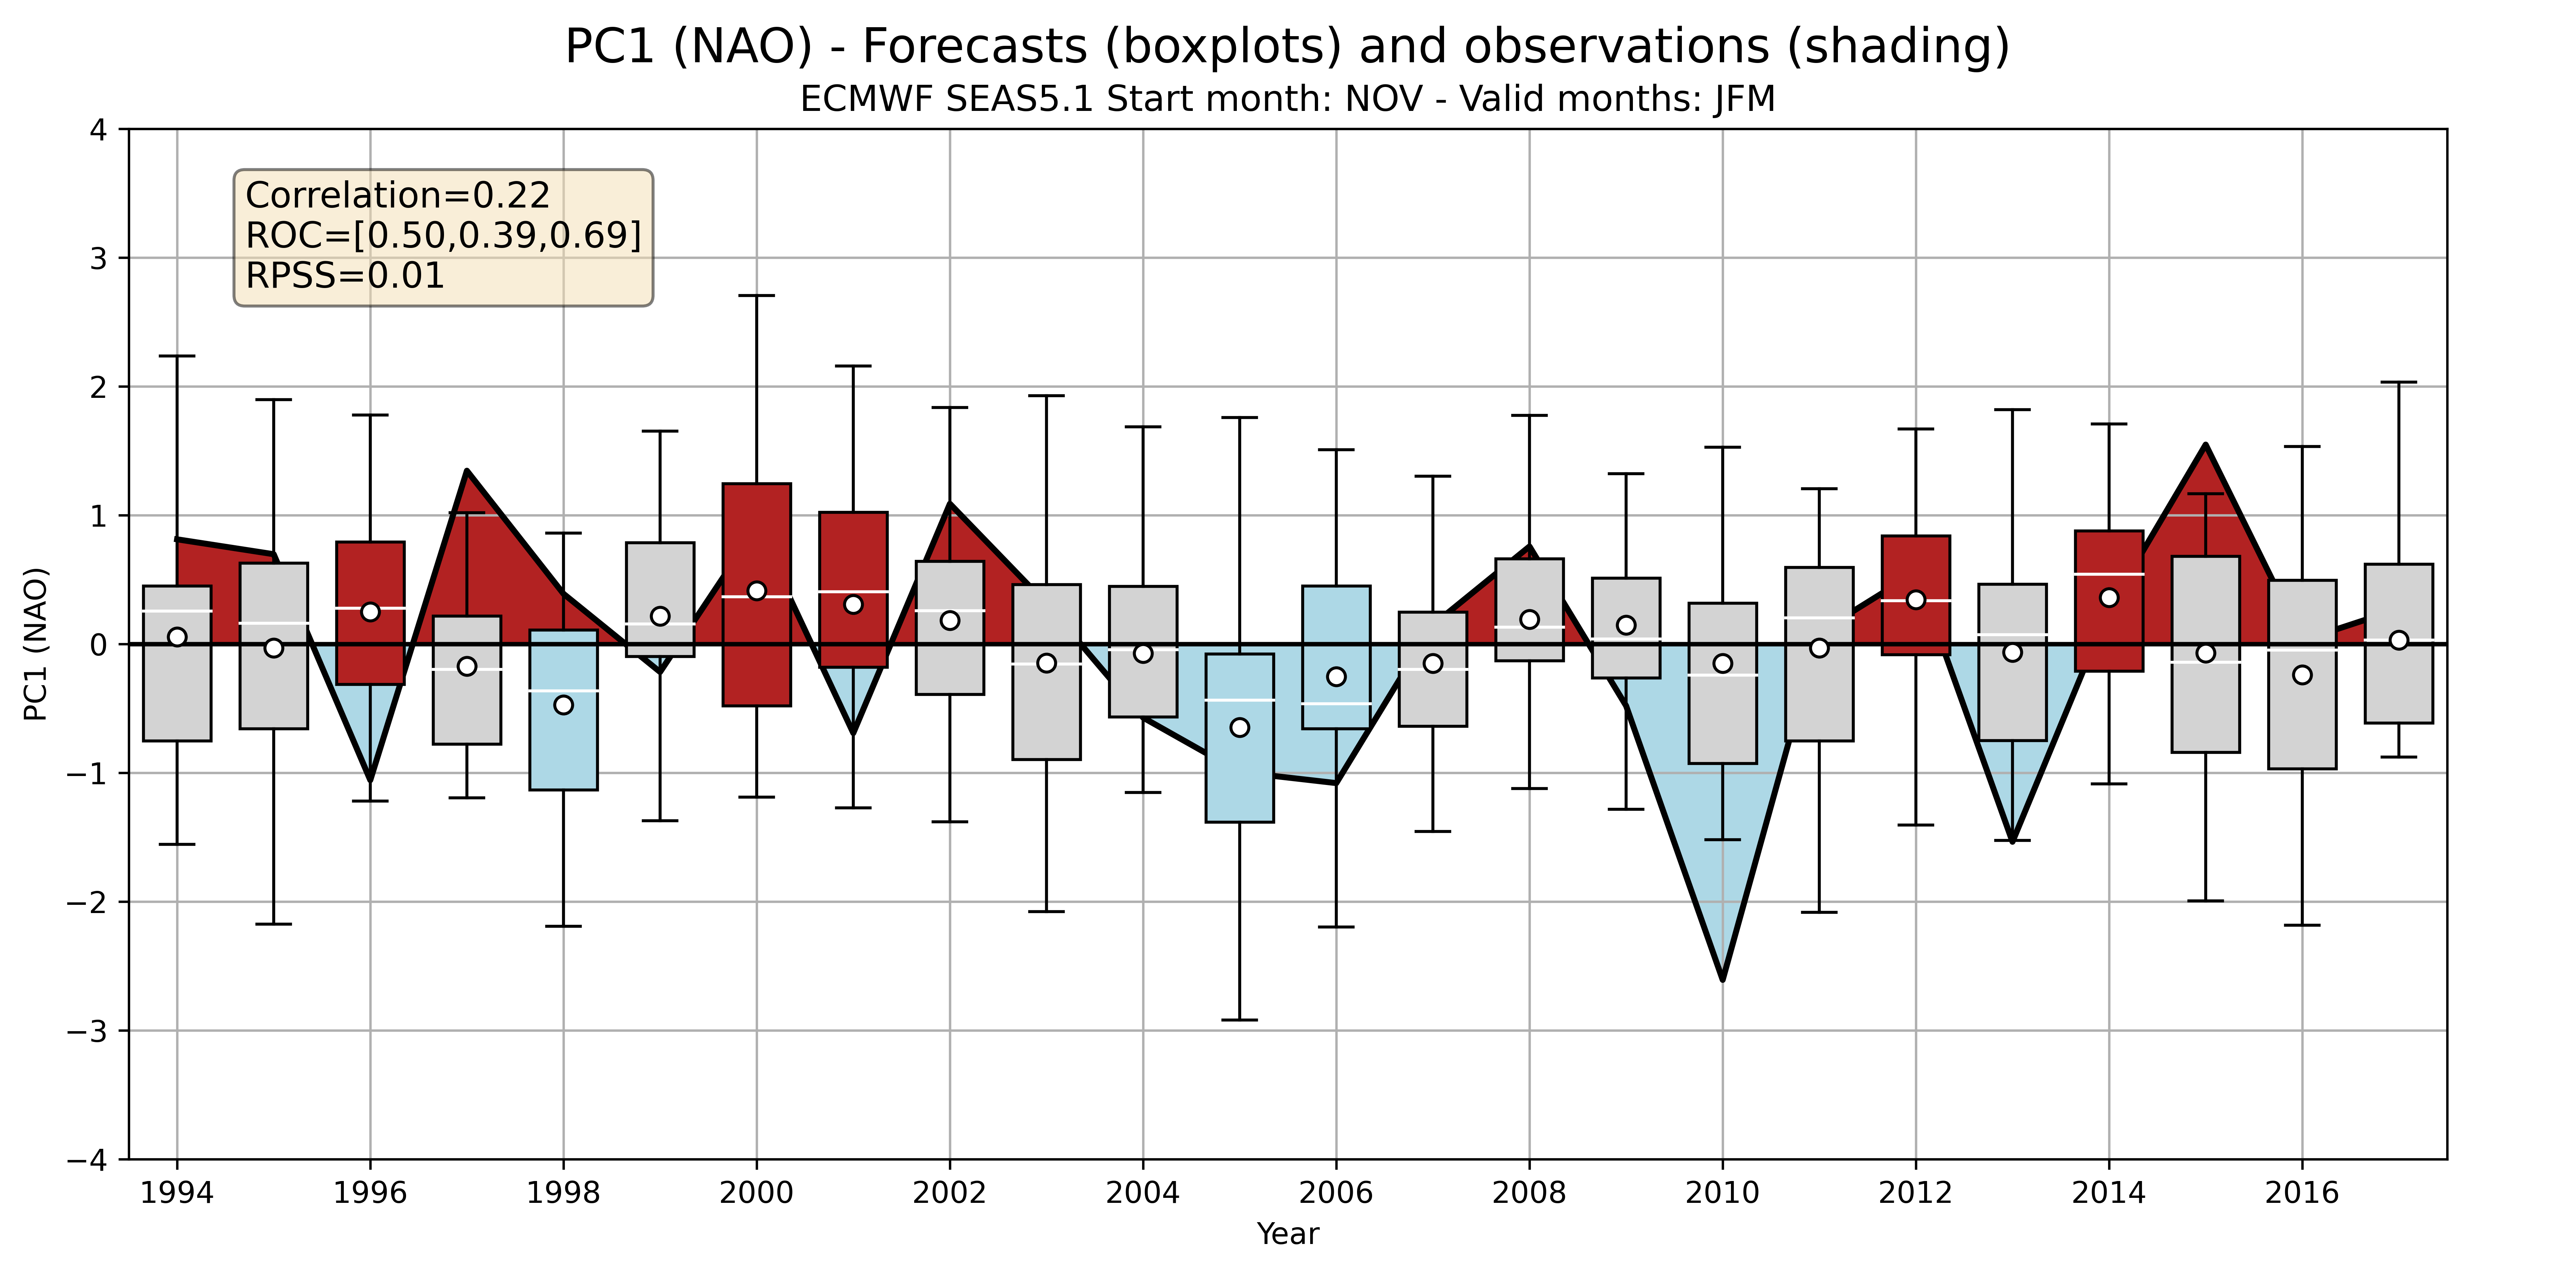 PC1 (NAO) - Forecasts (boxplots) and observations (shading)
ECMWF SEAS5.1 Start month: NOV - Valid months: JFM
Correlation=0.22
ROC=[0.50,0.39,0.69]
RPSS=0.01
PC1 (NAO)
4
3
2
1
0
−1
−2
−3
−4
1994 1996 1998 2000 2002 2004 2006 2008 2010 2012 2014 2016
Year